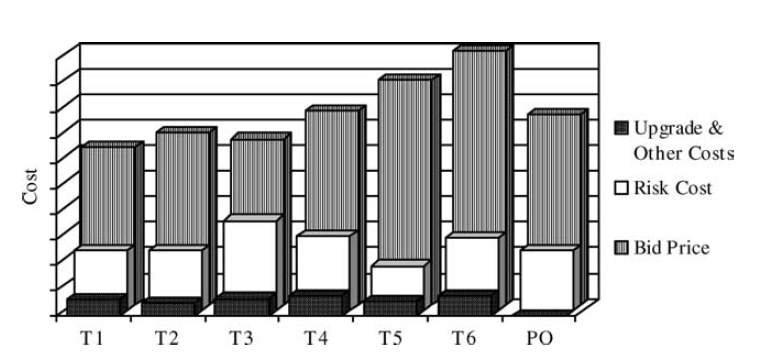 Cost
Upgrade &
Other Costs
Risk Cost
Bid Price
T1 T2 T3 T4 T5 T6 PO